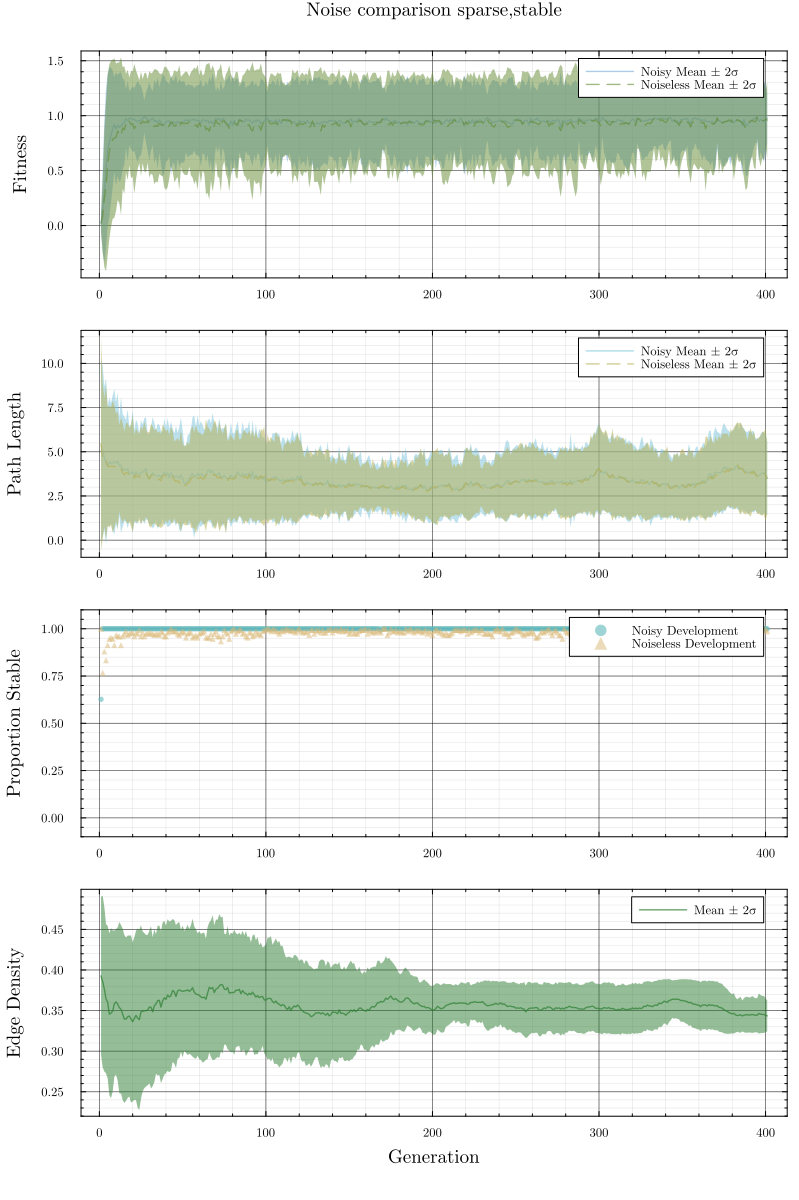 Noise comparison sparse,stable
Fitness
1.5
1.0
0.5
0.0
Noisy Mean ± 2σ
Noiseless Mean ± 2σ
0 100 200 300 400
Path Length
10.0
7.5
5.0
2.5
0.0
Noisy Mean ± 2σ
Noiseless Mean ± 2σ
0 100 200 300 400
Proportion Stable
1.00
0.75
0.50
0.25
0.00
Noisy Development
Noiseless Development
0 100 200 300 400
Edge Density
0.45
0.40
0.35
0.30
0.25
Mean ± 2σ
0 100 200 300 400
Generation